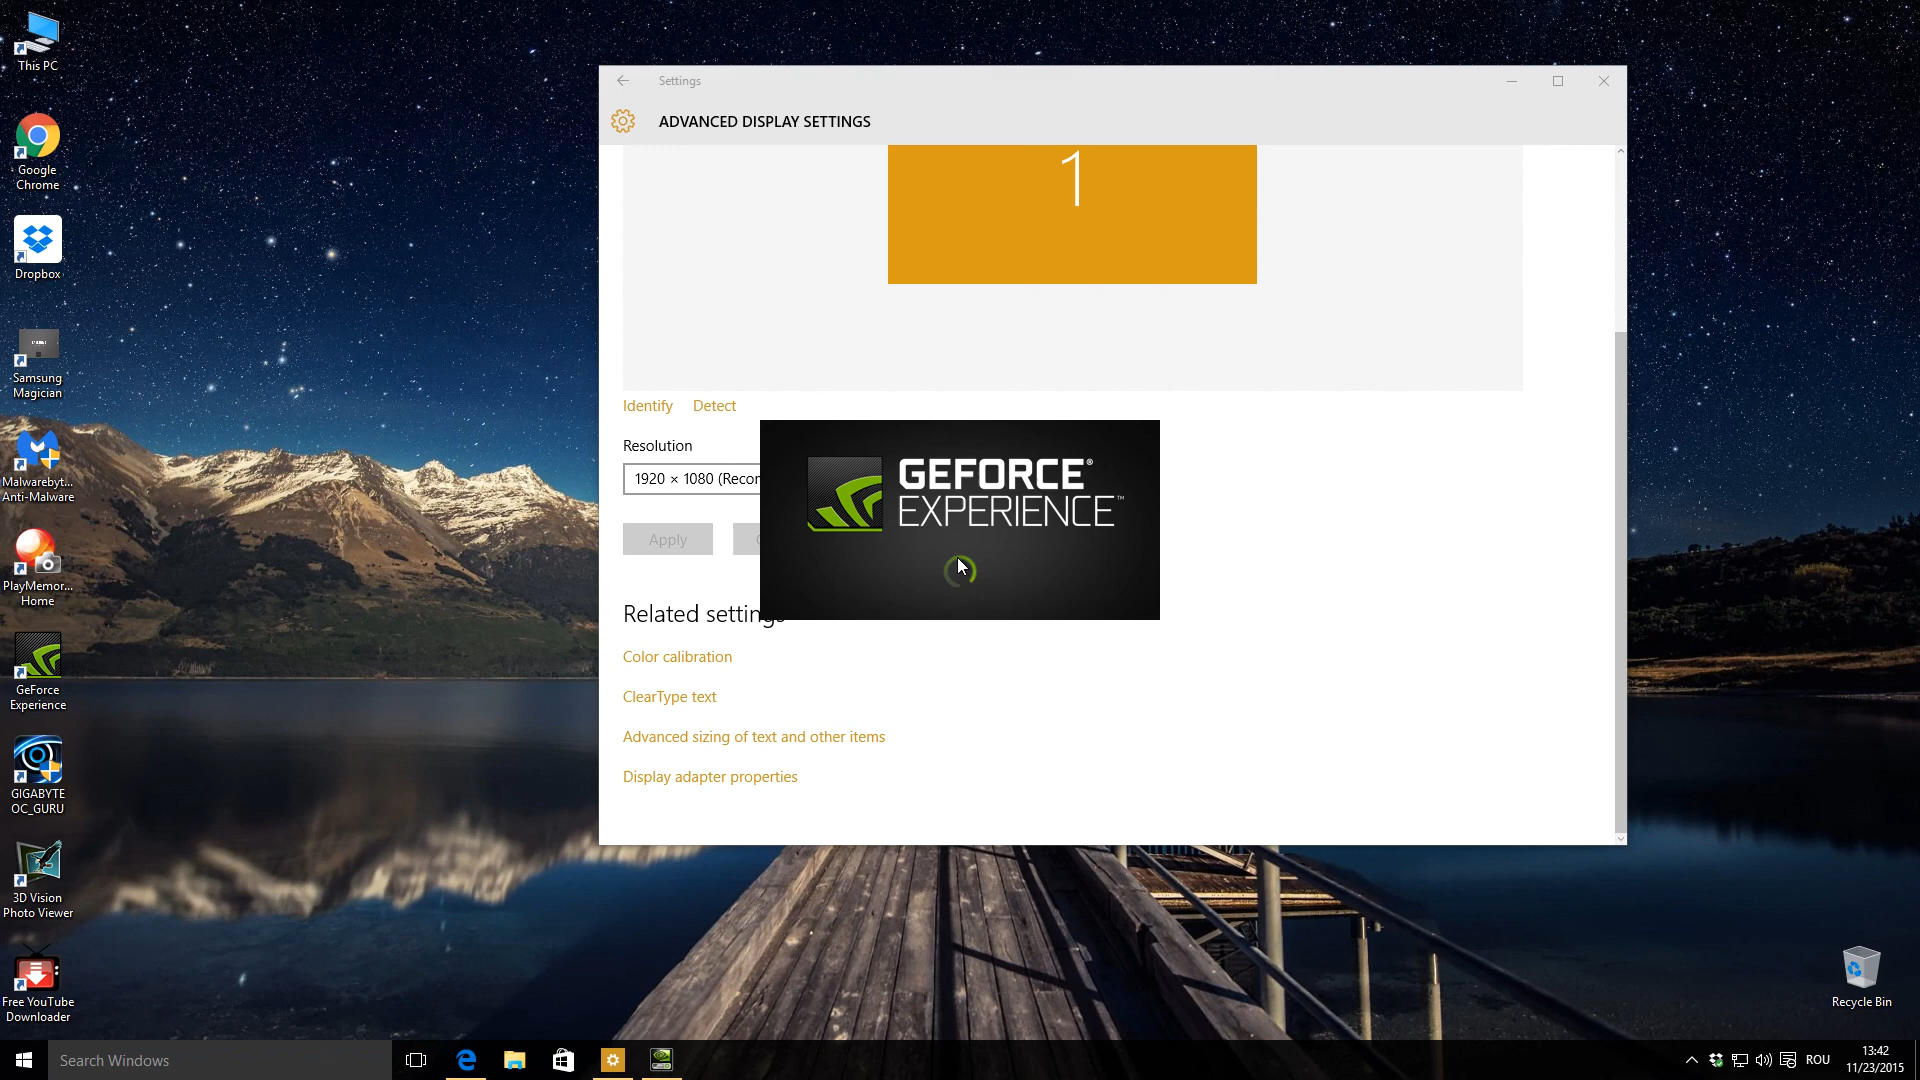 This PC
Google
Chrome
Dropbox
Samsung
Magician
Malwarebyt...
Anti-Malware
PlayMemor...
Home
GeForce
Experience
GIGABYTE
OC_GURU
3D Vision
Photo Viewer
Free YouTube
Downloader
Settings
ADVANCED DISPLAY SETTINGS
1
Identify Detect
Resolution
1920 × 1080 (Recor
Apply
GEFORCE®
EXPERIENCE™
Related settings
Color calibration
ClearType text
Advanced sizing of text and other items
Display adapter properties
Recycle Bin
Search Windows
ROU
13:42
11/23/2015